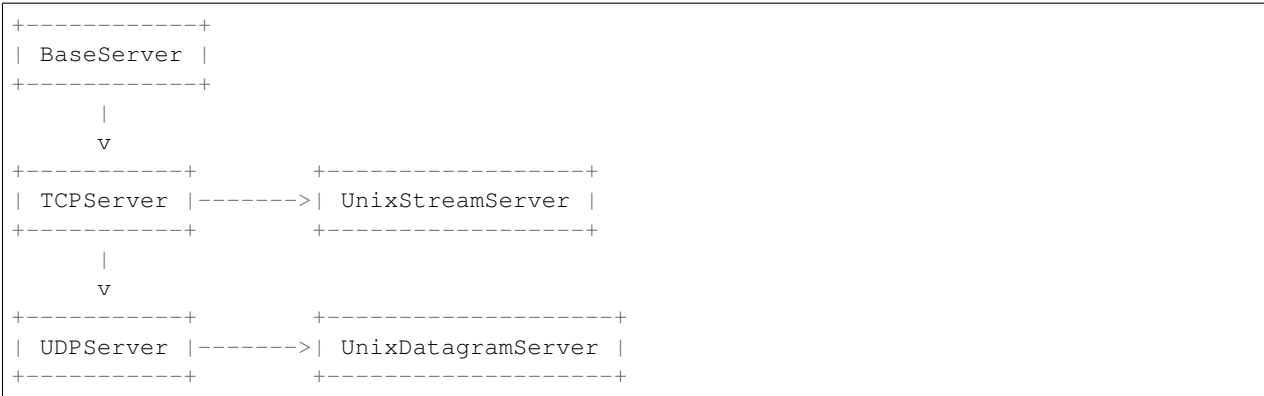 +------------+
| BaseServer |
+------------+
      |
      v
+-----------+        +------------------+
| TCPServer |------->| UnixStreamServer |
+-----------+        +------------------+
      |
      v
+-----------+        +--------------------+
| UDPServer |------->| UnixDatagramServer |
+-----------+        +--------------------+